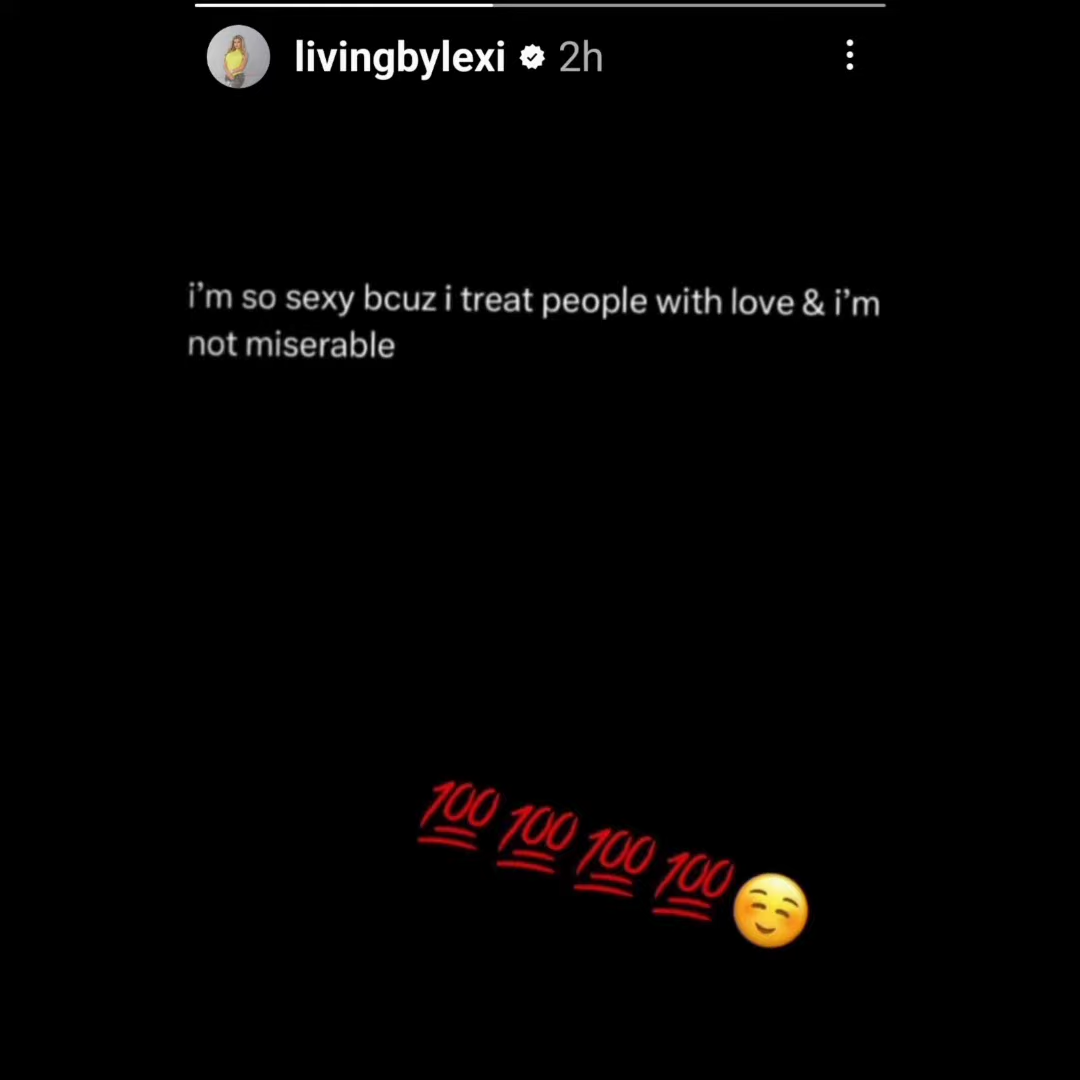 livingbylexi 2h
i'm so sexy bcuz i treat people with love & i'm
not miserable
💯💯💯💯☺️